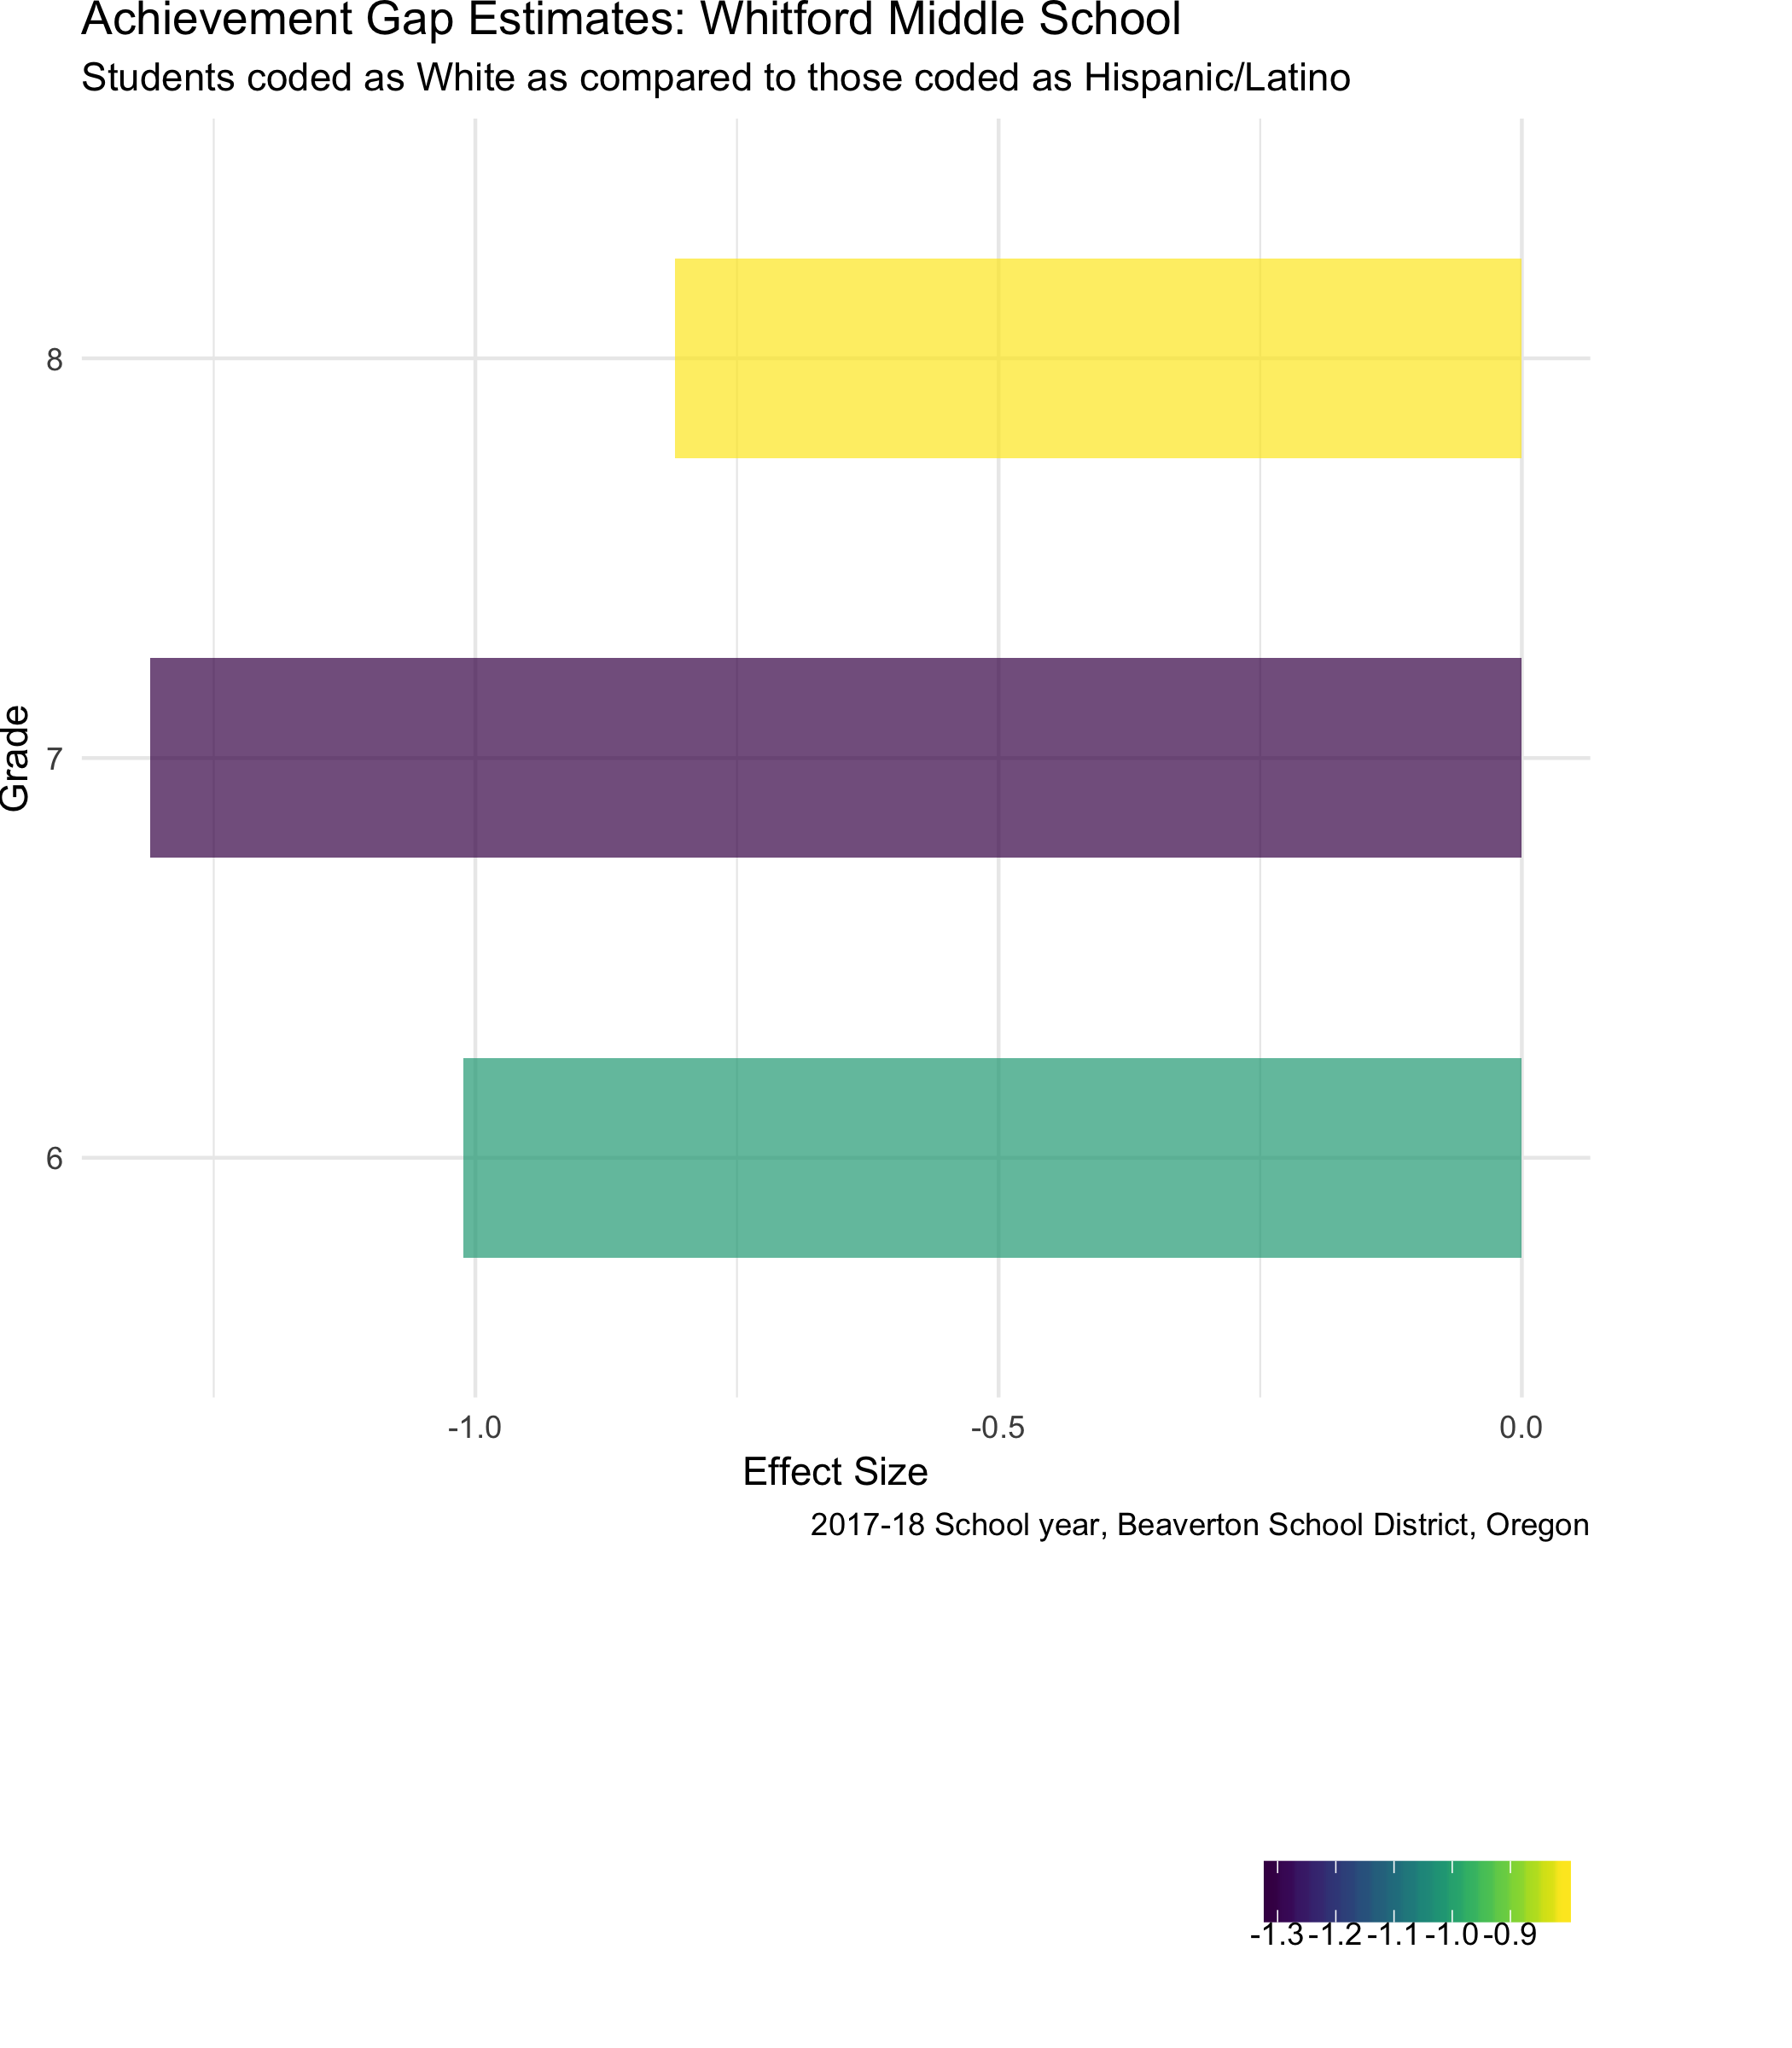 Achievement Gap Estimates: Whitford Middle School
Students coded as White as compared to those coded as Hispanic/Latino
8
7
6
Grade
-1.0 -0.5 0.0
Effect Size
2017-18 School year, Beaverton School District, Oregon
-1.3 -1.2 -1.1 -1.0 -0.9